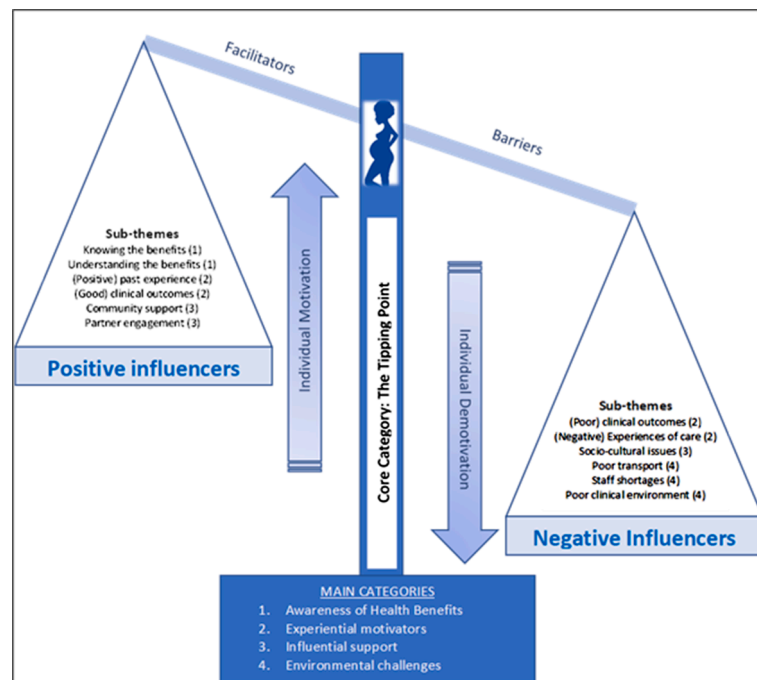 Facilitators
Barriers
Sub-themes
Knowing the benefits (1)
Understanding the benefits (1)
(Positive) past experience (2)
(Good) clinical outcomes (2)
Community support (3)
Partner engagement (3)
Positive influencers
Individual Motivation
Core Category: The Tipping Point
Individual Demotivation
Sub-themes
(Poor) clinical outcomes (2)
(Negative) Experiences of care (2)
Socio-cultural issues (3)
Poor transport (4)
Staff shortages (4)
Poor clinical environment (4)
Negative Influencers
MAIN CATEGORIES
1. Awareness of Health Benefits
2. Experiential motivators
3. Influential support
4. Environmental challenges